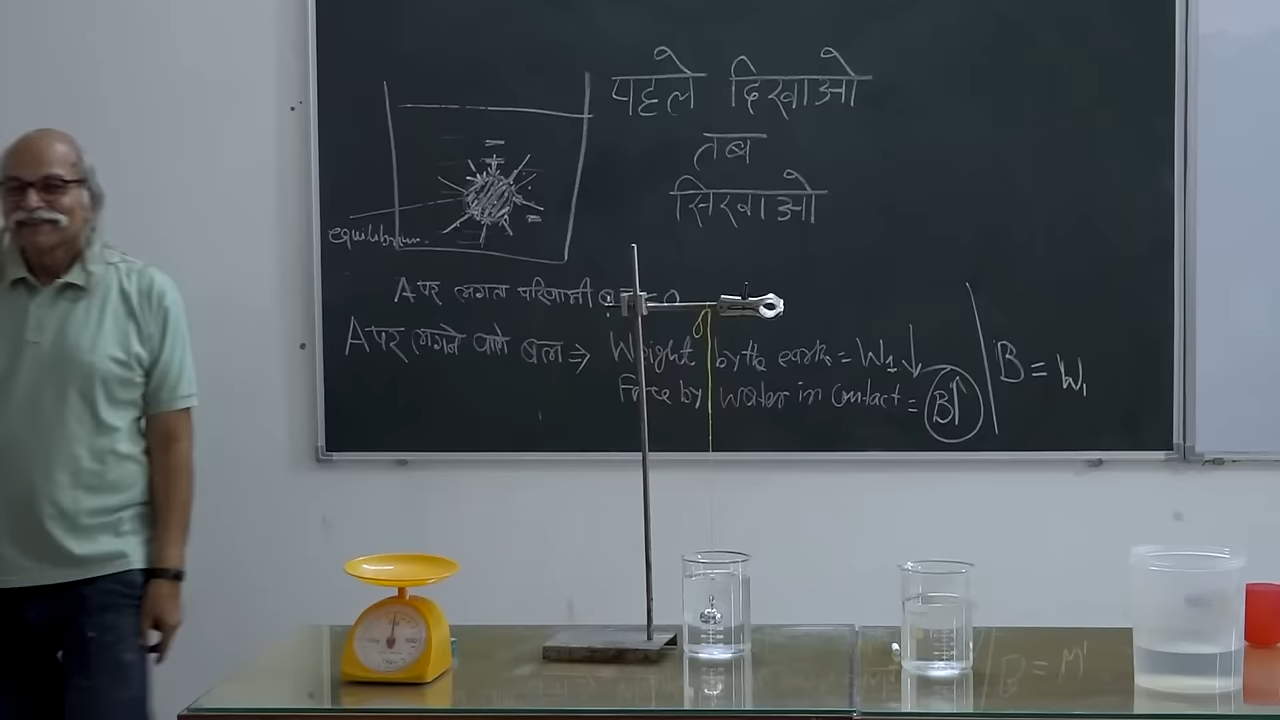 पहले दिखाओ
तब
सिखाओ
equilibrium.
A पर लगता परिणामी = 0
A पर लगने वाले बल ⇒ Weight by the earth = W₁ ↓
Force by water in contact = B↑
B = W₁